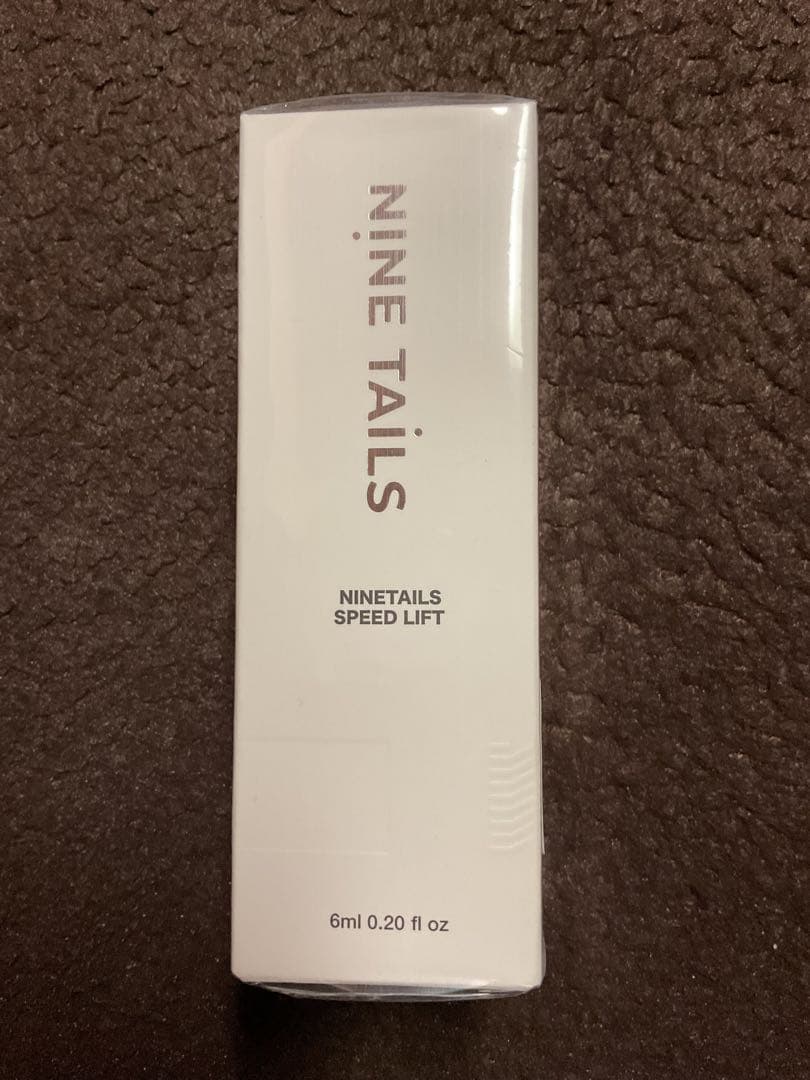 NiNE TAiLS
NINETAILS
SPEED LIFT
6ml 0.20 fl oz